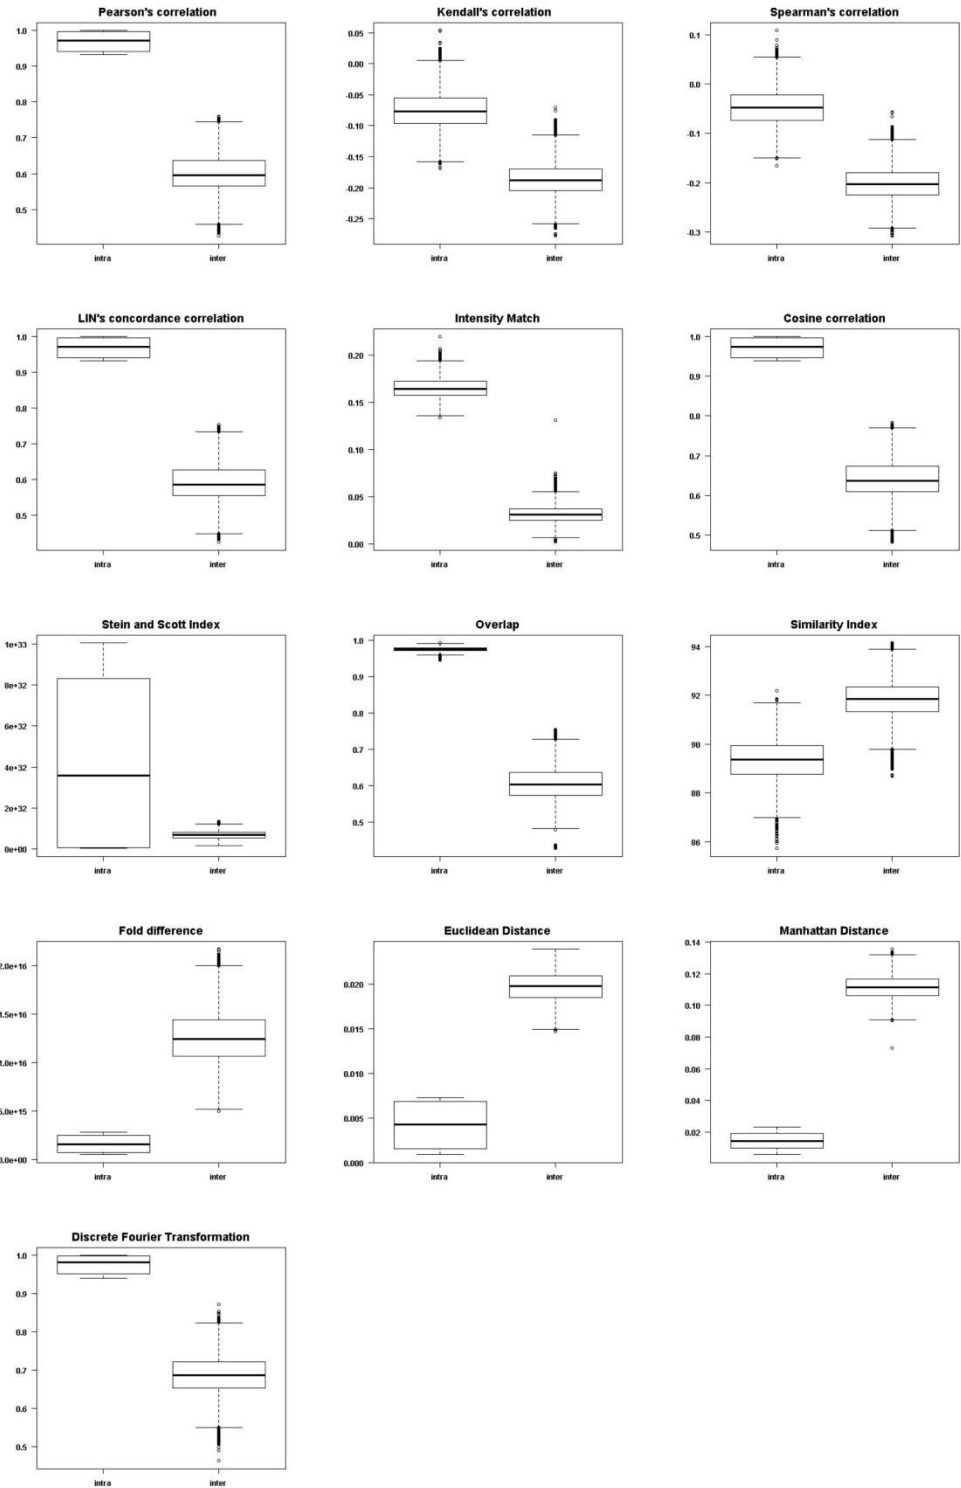 Pearson's correlation
1.0
0.9
0.8
0.7
0.6
0.5
intra
inter
Kendall's correlation
0.05
0.00
-0.05
-0.10
-0.15
-0.20
-0.25
intra
inter
Spearman's correlation
0.1
0.0
-0.1
-0.2
-0.3
intra
inter
LIN's concordance correlation
1.0
0.9
0.8
0.7
0.6
0.5
intra
inter
Intensity Match
0.20
0.15
0.10
0.05
0.00
intra
inter
Cosine correlation
1.0
0.9
0.8
0.7
0.6
0.5
intra
inter
Stein and Scott Index
1e+33
8e+32
6e+32
4e+32
2e+32
0e+00
intra
inter
Overlap
1.0
0.9
0.8
0.7
0.6
0.5
intra
inter
Similarity Index
94
92
90
88
86
intra
inter
Fold difference
2.0e+16
1.5e+16
1.0e+16
5.0e+15
0.0e+00
intra
inter
Euclidean Distance
0.020
0.015
0.010
0.005
0.000
intra
inter
Manhattan Distance
0.14
0.12
0.10
0.08
0.06
0.04
0.02
intra
inter
Discrete Fourier Transformation
1.0
0.9
0.8
0.7
0.6
0.5
intra
inter